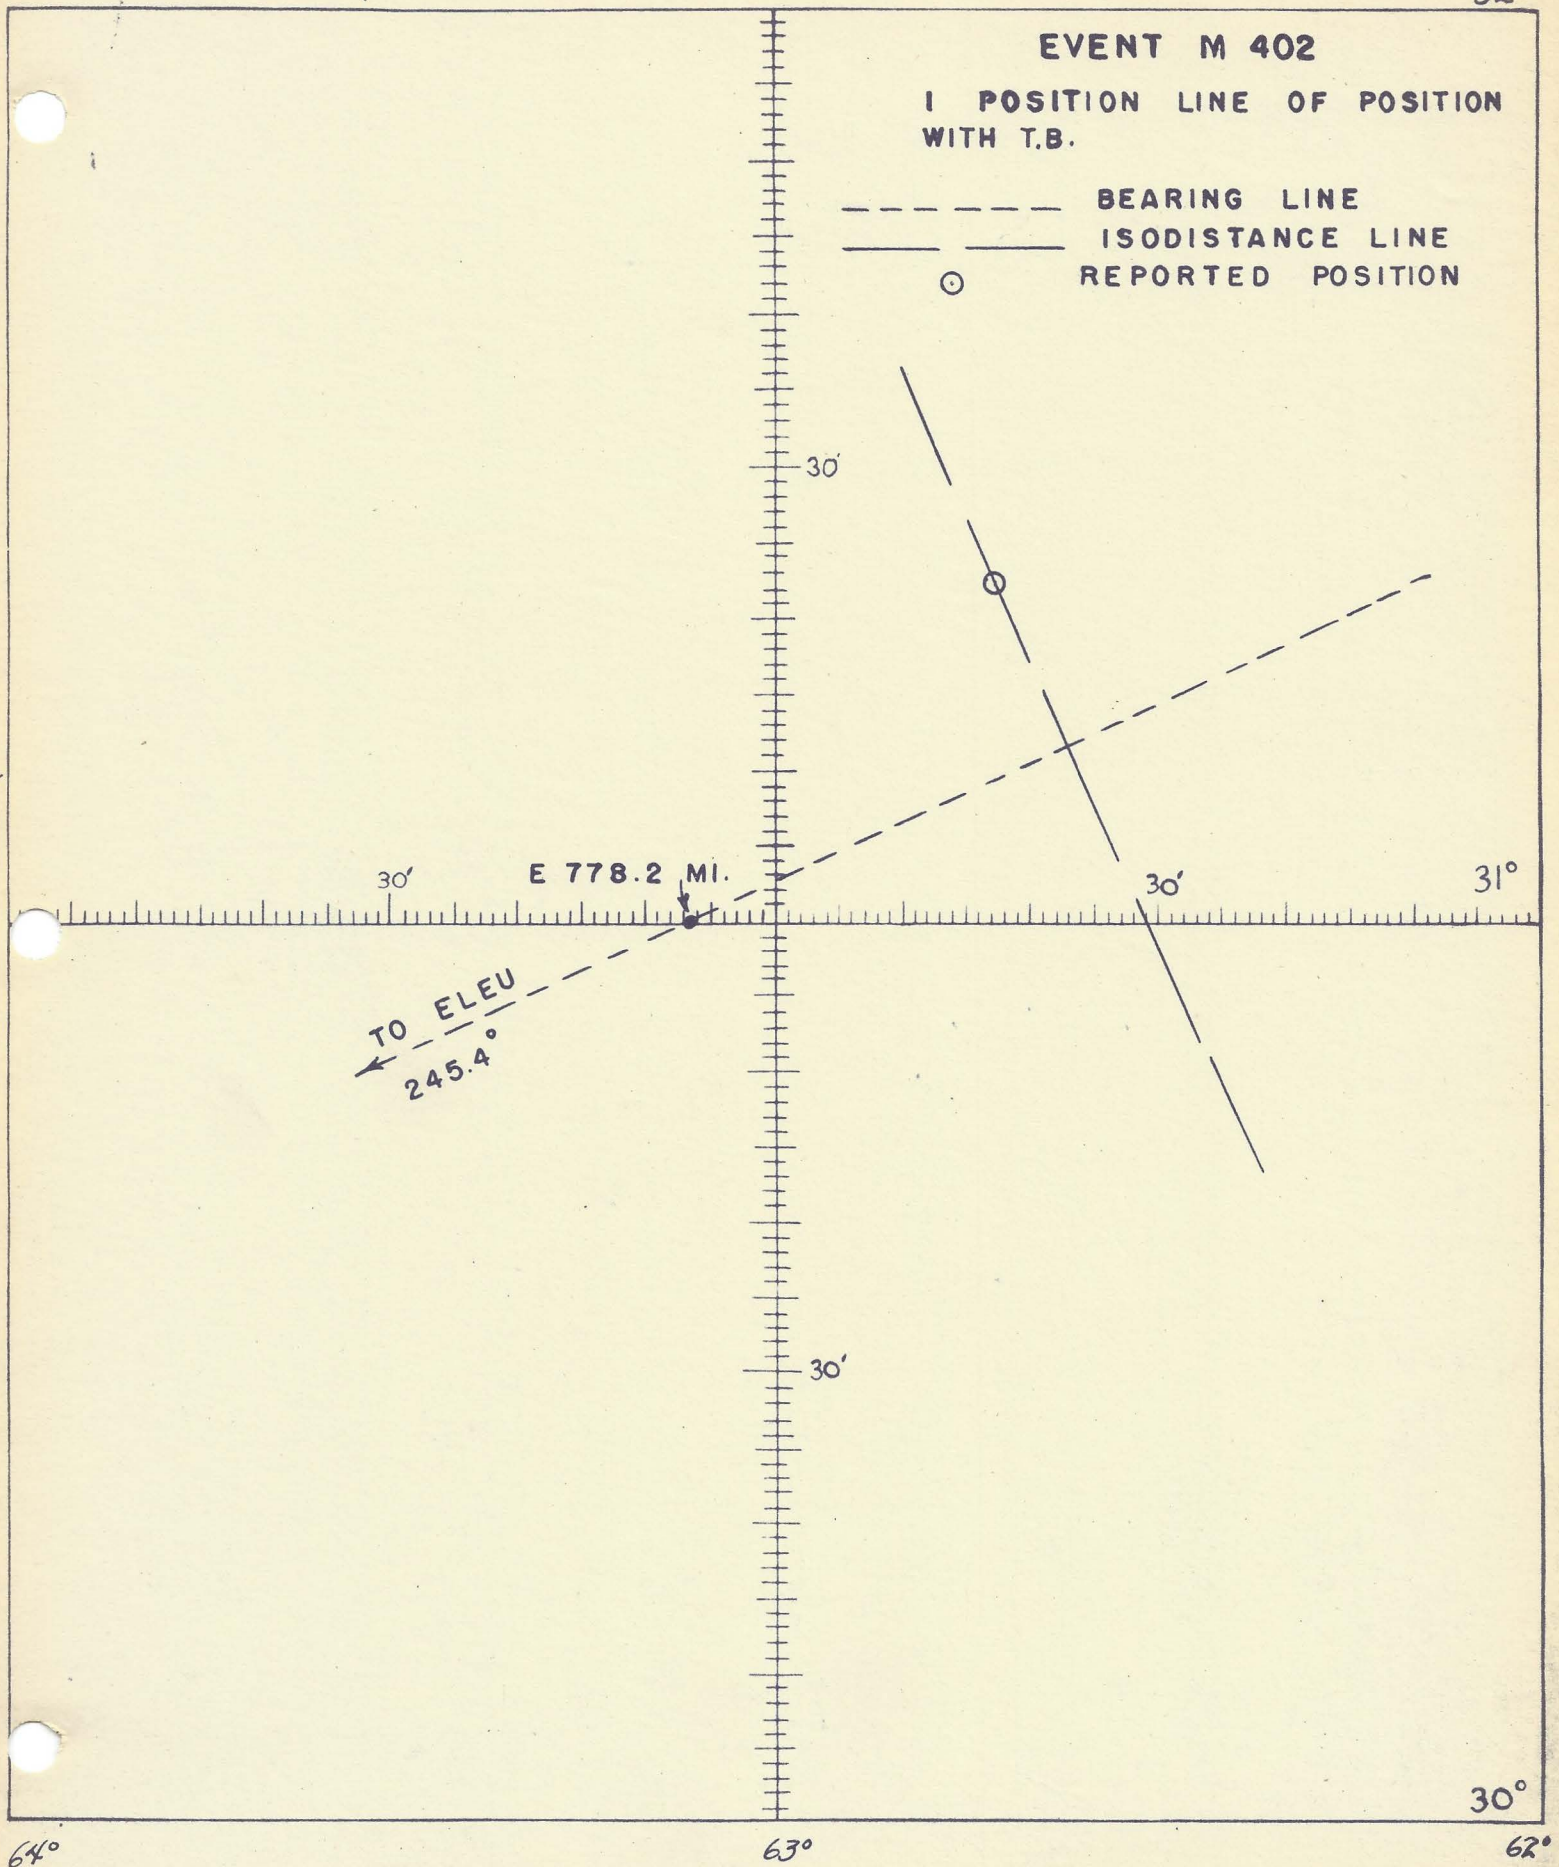 EVENT M 402
1 POSITION LINE OF POSITION
WITH T.B.
BEARING LINE
ISODISTANCE LINE
REPORTED POSITION
30'
30'
E 778.2 MI.
30'
31°
TO ELEU
245.4°
30'
30°
64°
63°
62°